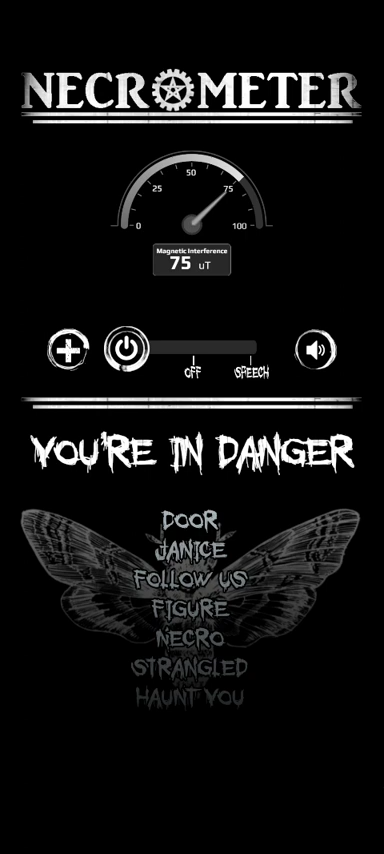 NECROMETER
50
25 75
0 100
Magnetic Interference
75 uT
OFF SPEECH
YOU'RE IN DANGER
DOOR
JANICE
FOLLOW US
FIGURE
NECRO
STRANGLED
HAUNT YOU